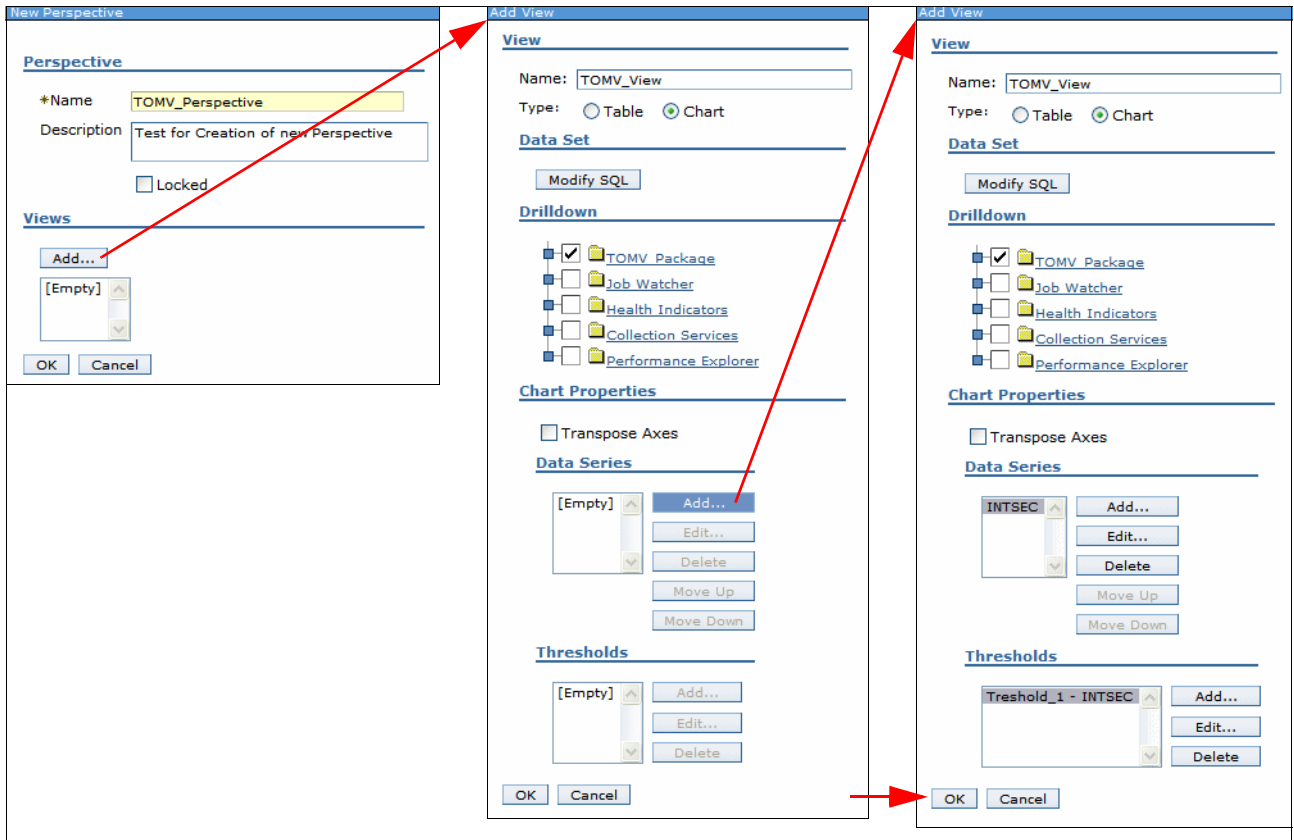 New Perspective
Perspective
*Name TOMV_Perspective
Description Test for Creation of new Perspective
Locked
Views
Add...
[Empty]
OK Cancel
Add View
View
Name: TOMV_View
Type: Table Chart
Data Set
Modify SQL
Drilldown
TOMV Package
Job Watcher
Health Indicators
Collection Services
Performance Explorer
Chart Properties
Transpose Axes
Data Series
[Empty] Add...
Edit...
Delete
Move Up
Move Down
Thresholds
[Empty] Add...
Edit...
Delete
OK Cancel
Add View
View
Name: TOMV_View
Type: Table Chart
Data Set
Modify SQL
Drilldown
TOMV Package
Job Watcher
Health Indicators
Collection Services
Performance Explorer
Chart Properties
Transpose Axes
Data Series
INTSEC Add...
Edit...
Delete
Move Up
Move Down
Thresholds
Treshold_1 - INTSEC Add...
Edit...
Delete
OK Cancel